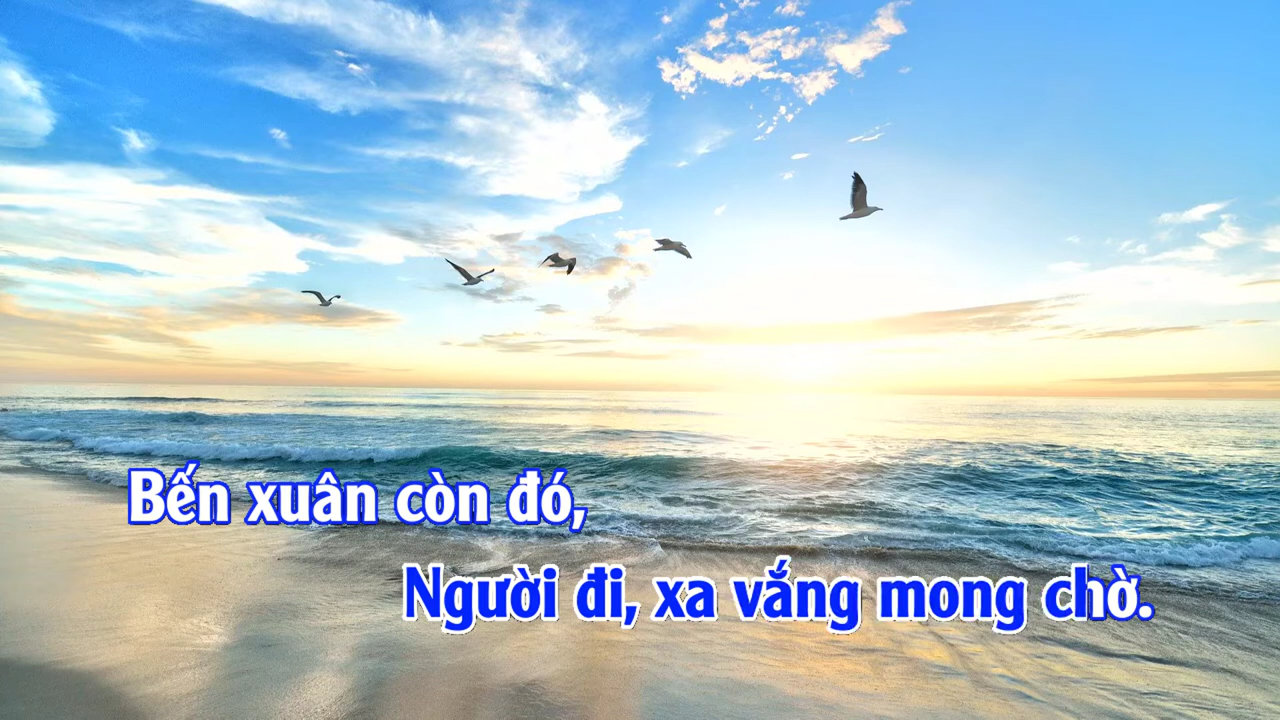 Bến xuân còn đó,
Người đi, xa vắng mong chờ.